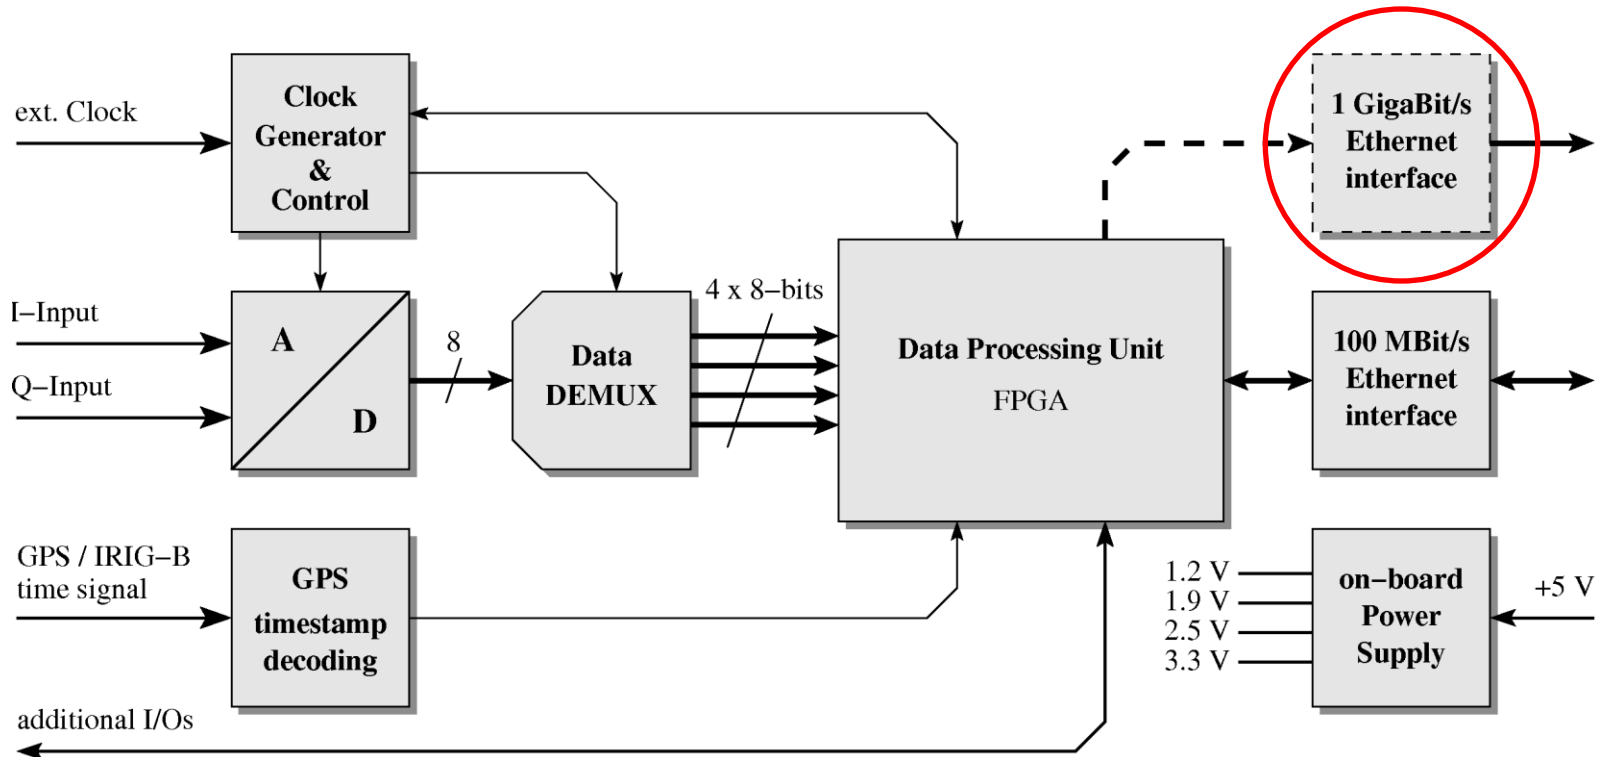 ext. Clock
Clock
Generator
&
Control
1 GigaBit/s
Ethernet
interface
I−Input
Q−Input
A
D
8
Data
DEMUX
4 x 8−bits
Data Processing Unit
FPGA
100 MBit/s
Ethernet
interface
GPS / IRIG−B
time signal
GPS
timestamp
decoding
1.2 V
1.9 V
2.5 V
3.3 V
on−board
Power
Supply
+5 V
additional I/Os